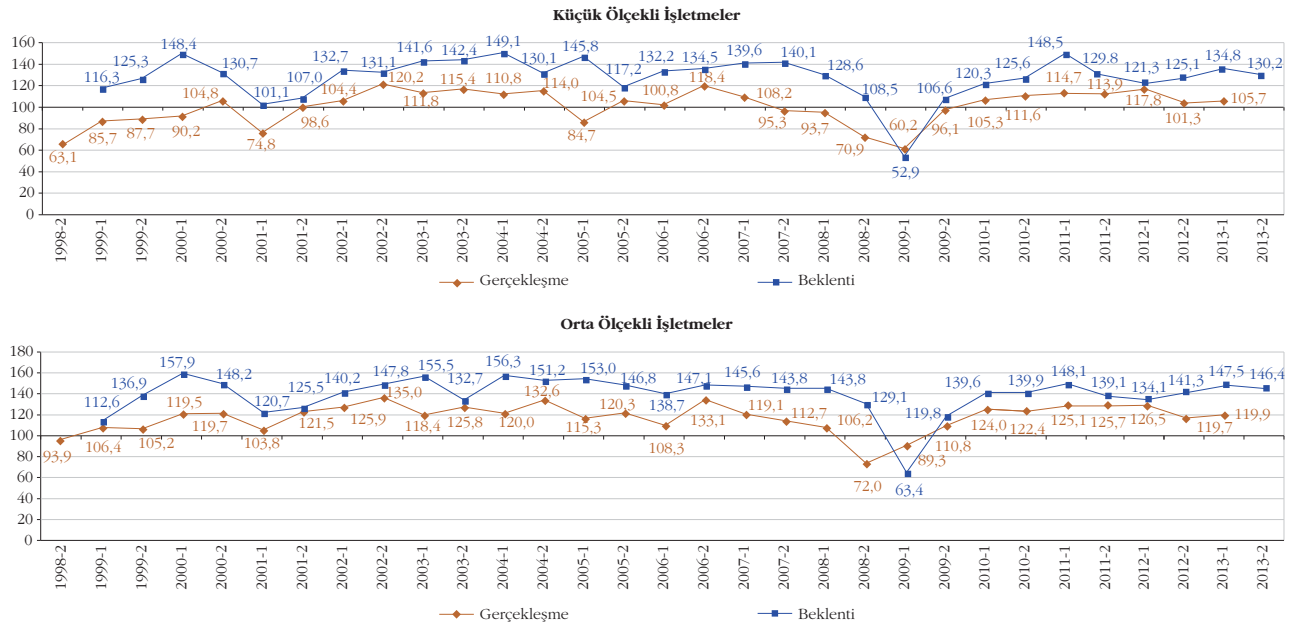 Küçük Ölçekli İşletmeler
160
140
120
100
80
60
40
20
0
116,3 125,3 148,4 130,7 101,1 107,0 132,7 131,1 141,6 142,4 149,1 130,1 145,8 117,2 132,2 134,5 139,6 140,1 128,6 108,5 52,9 106,6 120,3 125,6 148,5 129,8 121,3 125,1 134,8 130,2
63,1 85,7 87,7 90,2 104,8 74,8 98,6 104,4 120,2 111,8 115,4 110,8 114,0 84,7 104,5 100,8 118,4 108,2 95,3 93,7 70,9 60,2 96,1 105,3 111,6 114,7 113,9 117,8 101,3 105,7
1998-2 1999-1 1999-2 2000-1 2000-2 2001-1 2001-2 2002-1 2002-2 2003-1 2003-2 2004-1 2004-2 2005-1 2005-2 2006-1 2006-2 2007-1 2007-2 2008-1 2008-2 2009-1 2009-2 2010-1 2010-2 2011-1 2011-2 2012-1 2012-2 2013-1 2013-2
Gerçekleşme Beklenti
Orta Ölçekli İşletmeler
180
160
140
120
100
80
60
40
20
0
112,6 136,9 157,9 148,2 120,7 125,5 140,2 147,8 155,5 132,7 156,3 151,2 153,0 146,8 138,7 147,1 145,6 143,8 143,8 129,1 63,4 119,8 139,6 139,9 148,1 139,1 134,1 141,3 147,5 146,4
93,9 106,4 105,2 119,5 119,7 103,8 121,5 125,9 135,0 118,4 125,8 120,0 132,6 115,3 120,3 108,3 133,1 119,1 112,7 106,2 72,0 89,3 110,8 124,0 122,4 125,1 125,7 126,5 119,7 119,9
1998-2 1999-1 1999-2 2000-1 2000-2 2001-1 2001-2 2002-1 2002-2 2003-1 2003-2 2004-1 2004-2 2005-1 2005-2 2006-1 2006-2 2007-1 2007-2 2008-1 2008-2 2009-1 2009-2 2010-1 2010-2 2011-1 2011-2 2012-1 2012-2 2013-1 2013-2
Gerçekleşme Beklenti